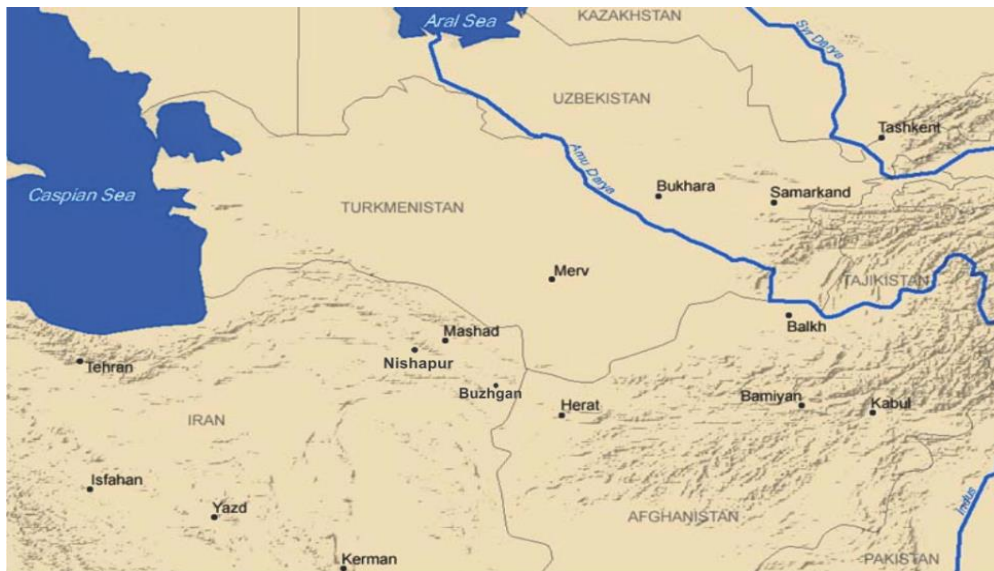 Aral Sea
KAZAKHSTAN
Syr Darya
UZBEKISTAN
Tashkent
Amu Darya
Caspian Sea
Bukhara
Samarkand
TURKMENISTAN
Merv
TAJIKISTAN
Mashad
Balkh
Nishapur
Tehran
Buzhgan
Bamiyan
Herat
Kabul
IRAN
Isfahan
Yazd
Indus
AFGHANISTAN
Kerman
PAKISTAN